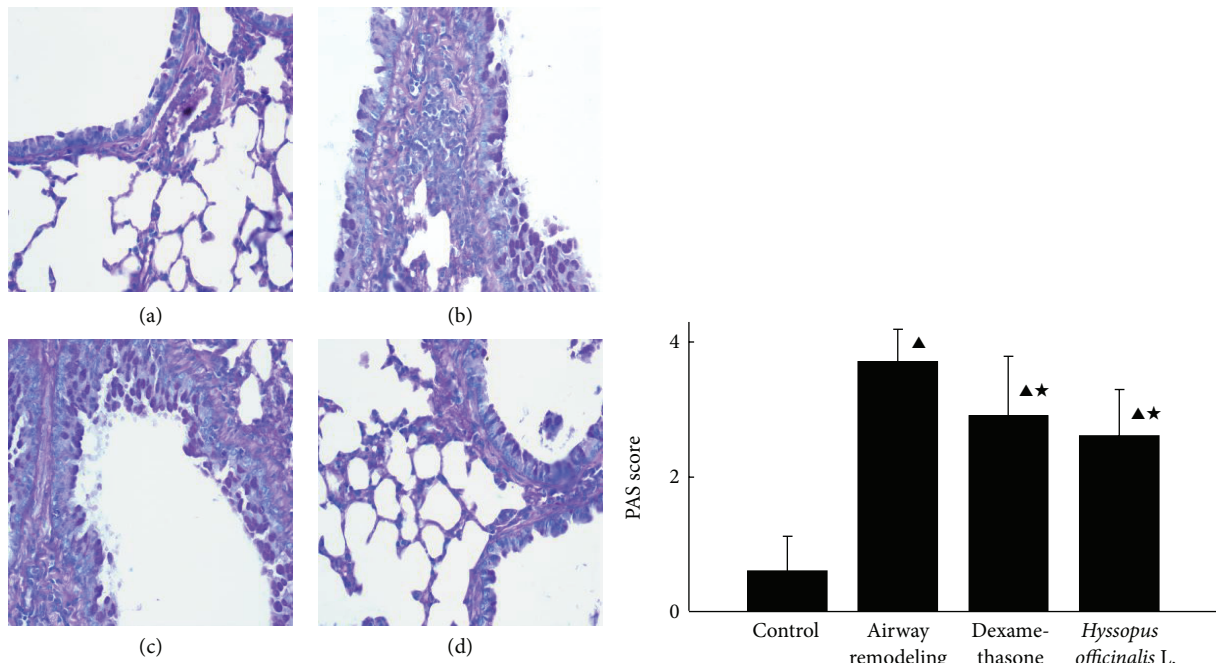 (a)
(b)
(c)
(d)
PAS score
4
2
0
Control
Airway
remodeling
Dexame-
thasone
Hyssopus
officinalis L.